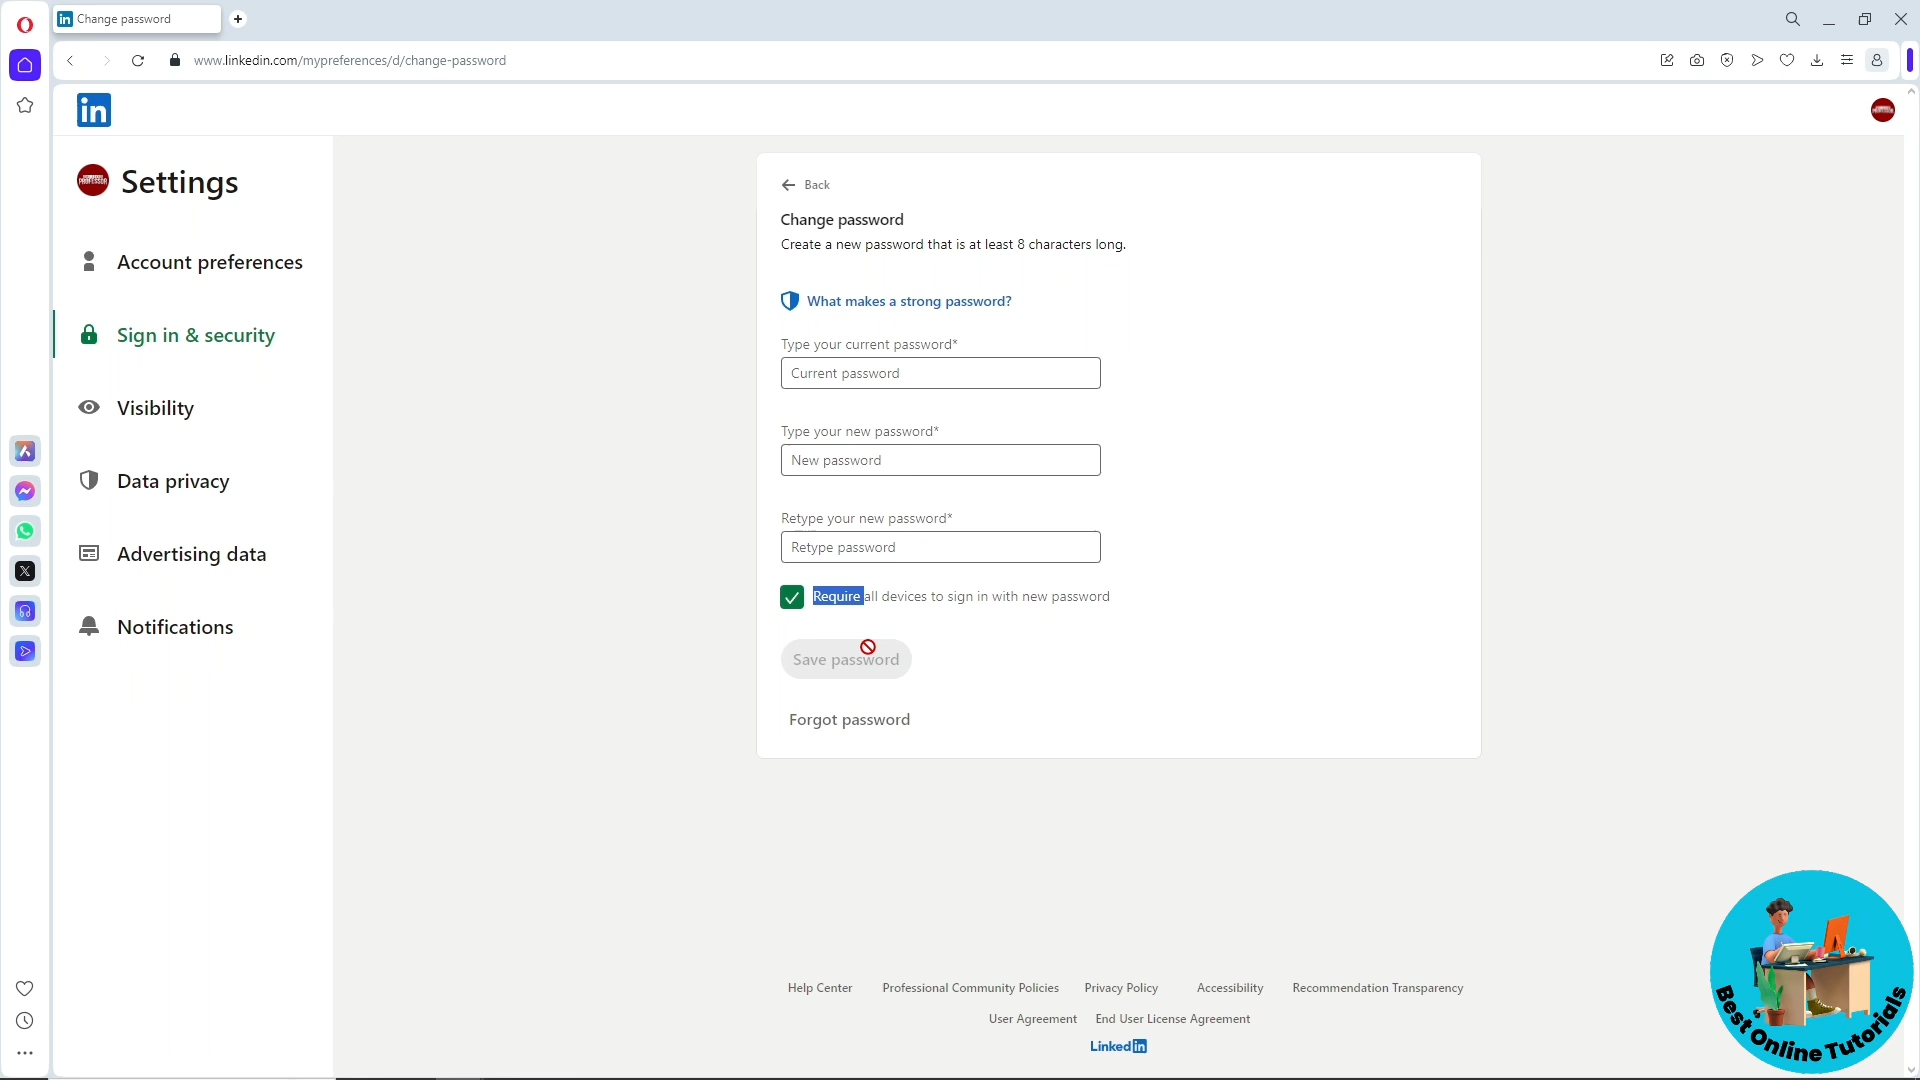 Change password
www.linkedin.com/mypreferences/d/change-password
in
Settings
Account preferences
Sign in & security
Visibility
Data privacy
Advertising data
Notifications
Back
Change password
Create a new password that is at least 8 characters long.
What makes a strong password?
Type your current password*
Current password
Type your new password*
New password
Retype your new password*
Retype password
Require all devices to sign in with new password
Save password
Forgot password
Help Center Professional Community Policies Privacy Policy Accessibility Recommendation Transparency
User Agreement End User License Agreement
Linked in
Best Online Tutorials